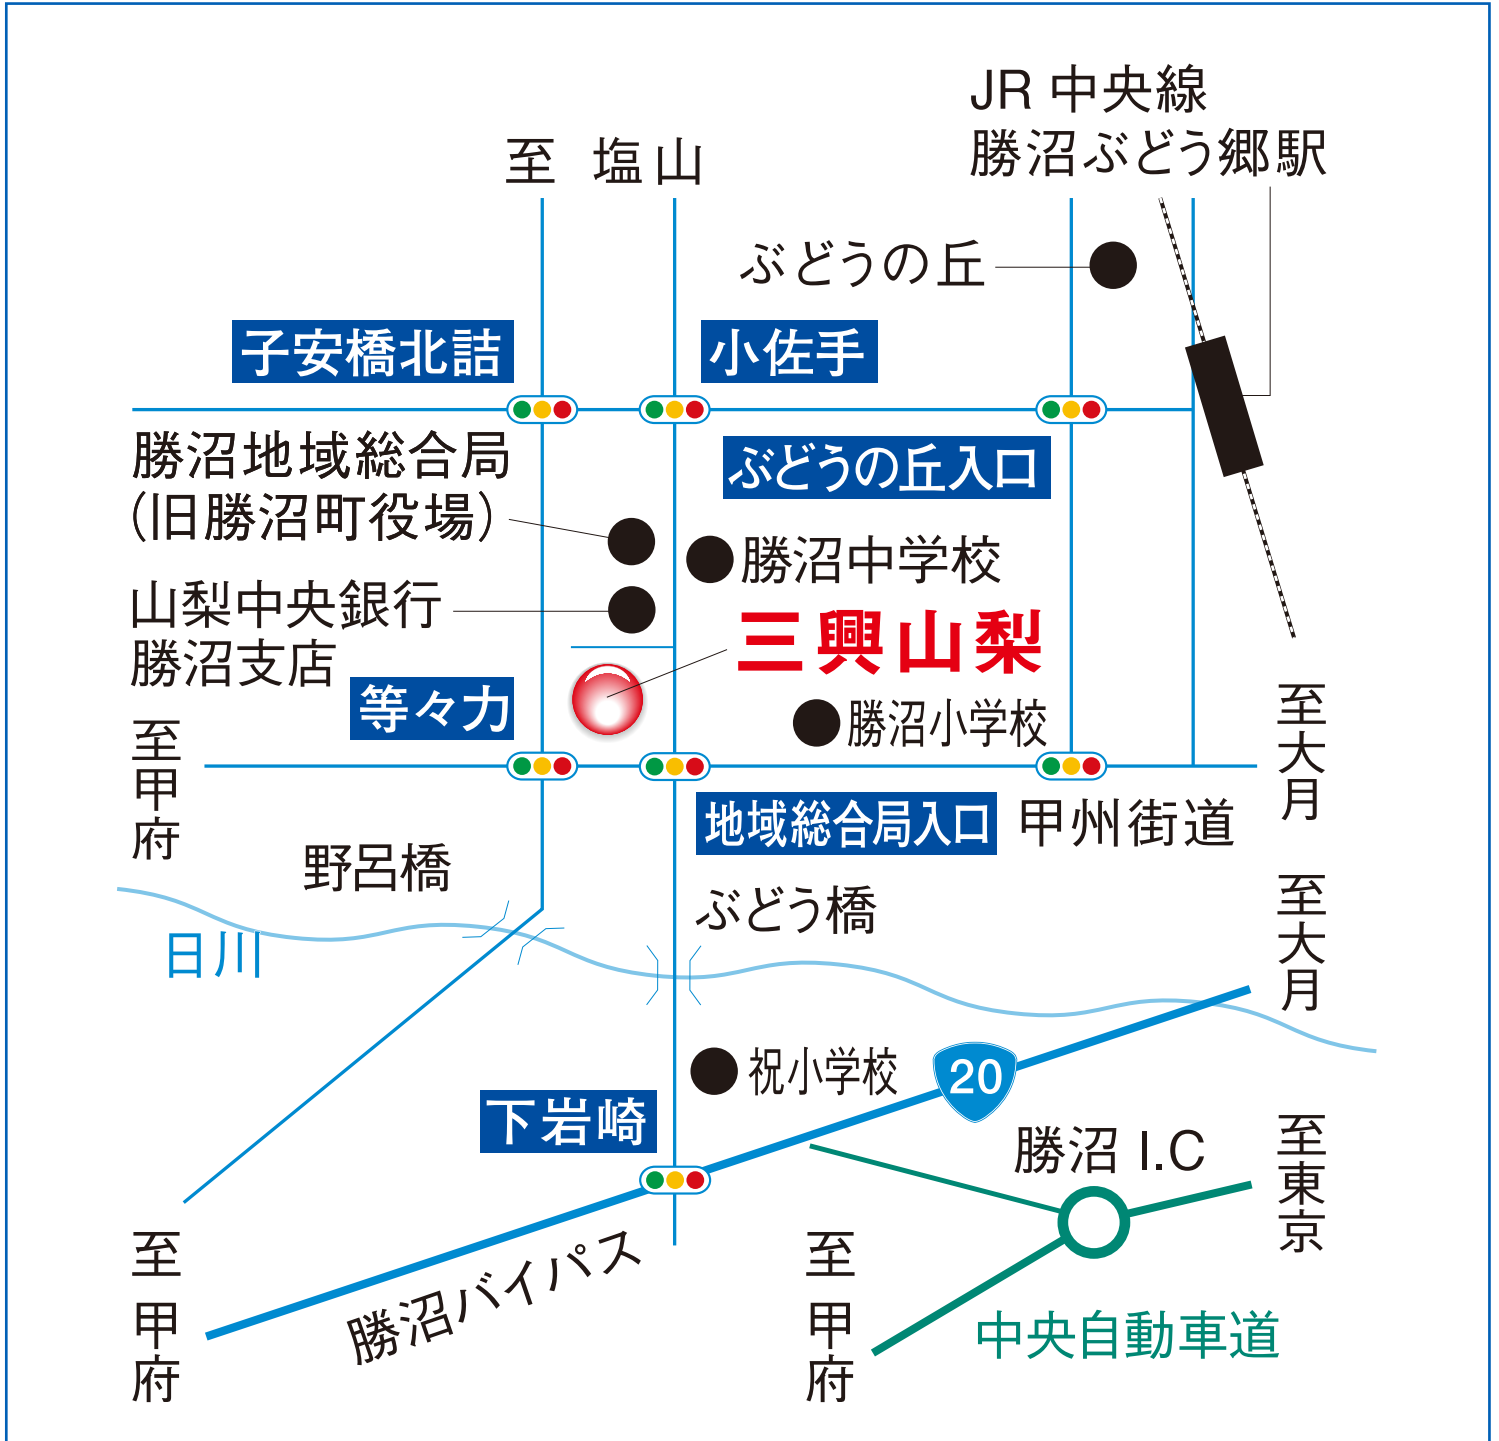 JR 中央線
勝沼ぶどう郷駅
至 塩山
ぶどうの丘
子安橋北詰
小佐手
勝沼地域総合局
(旧勝沼町役場)
ぶどうの丘入口
勝沼中学校
山梨中央銀行
勝沼支店
三興山梨
等々力
勝沼小学校
至甲府
至大月
地域総合局入口
甲州街道
野呂橋
ぶどう橋
至大月
日川
祝小学校
20
下岩崎
勝沼 I.C
至東京
至甲府
勝沼バイパス
至甲府
中央自動車道